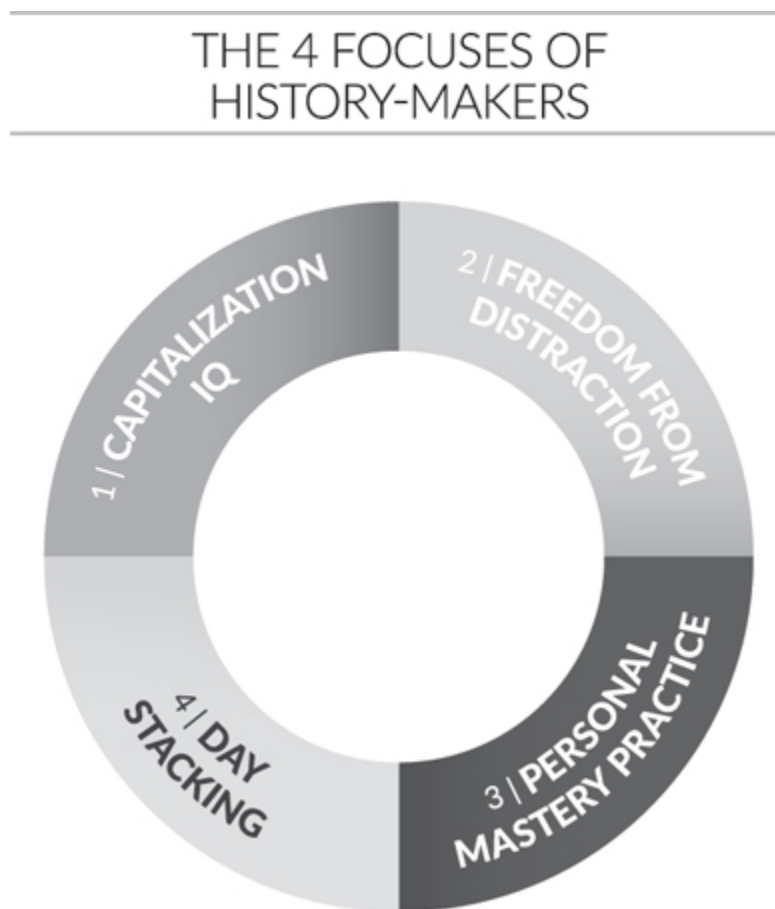 THE 4 FOCUSES OF
HISTORY-MAKERS
1 | CAPITALIZATION
IQ
2 | FREEDOM FROM
DISTRACTION
3 | PERSONAL
MASTERY PRACTICE
4 | DAY
STACKING